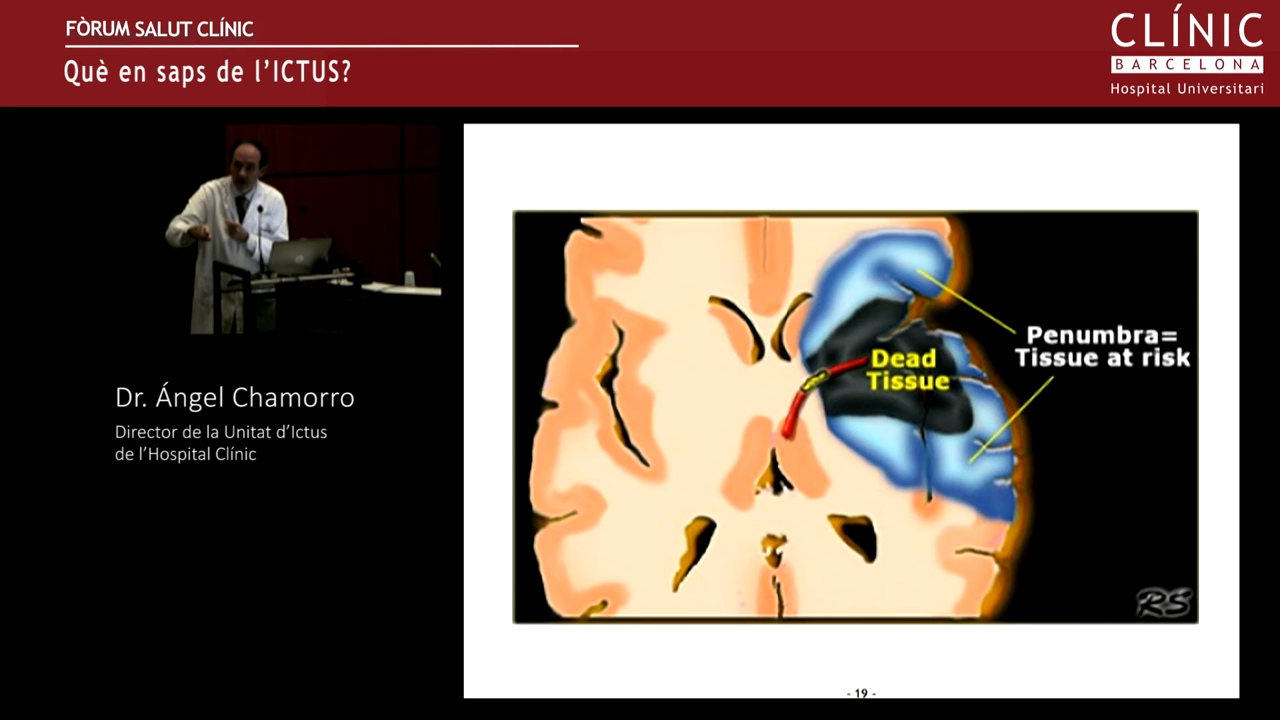 FÒRUM SALUT CLÍNIC
Què en saps de l’ICTUS?
CLÍNIC
BARCELONA
Hospital Universitari
Dr. Ángel Chamorro
Director de la Unitat d’Ictus
de l’Hospital Clínic
Penumbra=
Tissue at risk
Dead
Tissue
RS
- 19 -